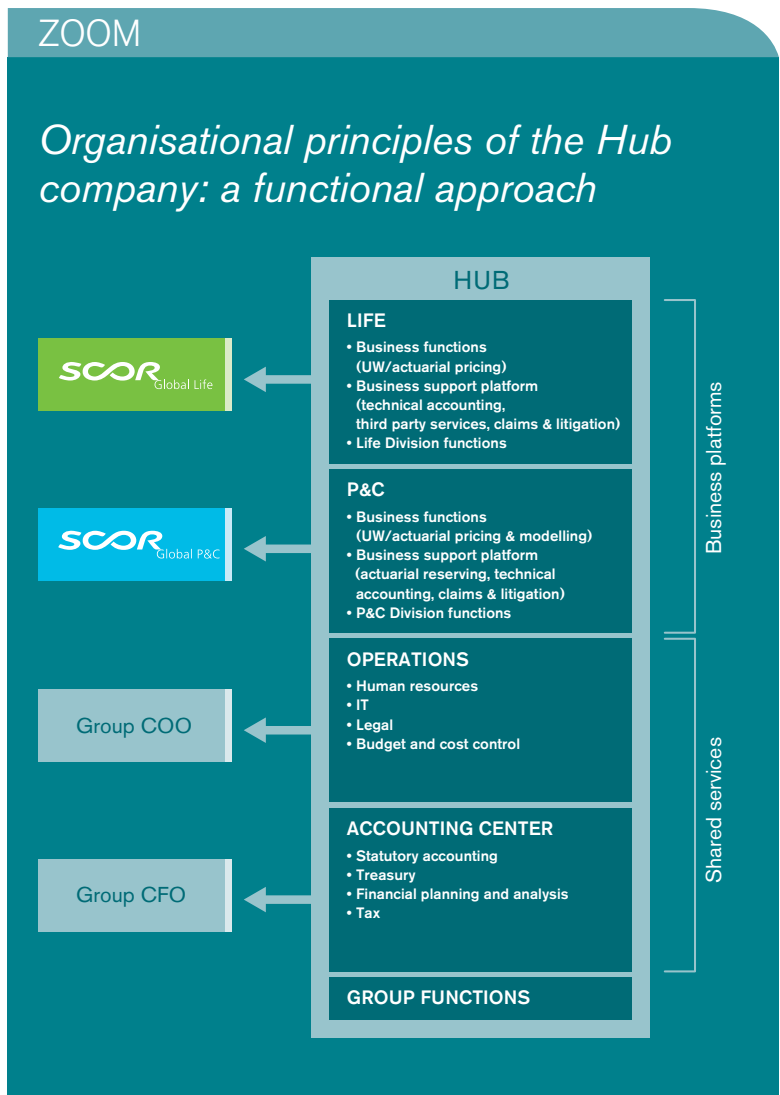 ZOOM
Organisational principles of the Hub
company: a functional approach
HUB
LIFE
• Business functions
(UW/actuarial pricing)
• Business support platform
(technical accounting,
third party services, claims & litigation)
• Life Division functions
SCOR
Global Life
P&C
• Business functions
(UW/actuarial pricing & modelling)
• Business support platform
(actuarial reserving, technical
accounting, claims & litigation)
• P&C Division functions
SCOR
Global P&C
Business platforms
OPERATIONS
• Human resources
• IT
• Legal
• Budget and cost control
Group COO
ACCOUNTING CENTER
• Statutory accounting
• Treasury
• Financial planning and analysis
• Tax
Group CFO
Shared services
GROUP FUNCTIONS